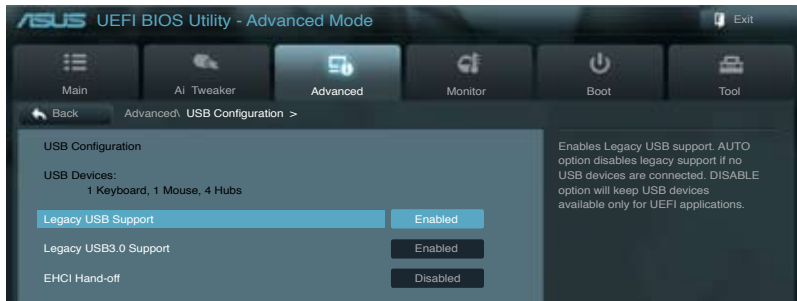 ASUS UEFI BIOS Utility - Advanced Mode
Exit
Main
Ai Tweaker
Advanced
Monitor
Boot
Tool
Back
Advanced\ USB Configuration >
USB Configuration
USB Devices:
1 Keyboard, 1 Mouse, 4 Hubs
Legacy USB Support Enabled
Legacy USB3.0 Support Enabled
EHCI Hand-off Disabled
Enables Legacy USB support. AUTO
option disables legacy support if no
USB devices are connected. DISABLE
option will keep USB devices
available only for UEFI applications.